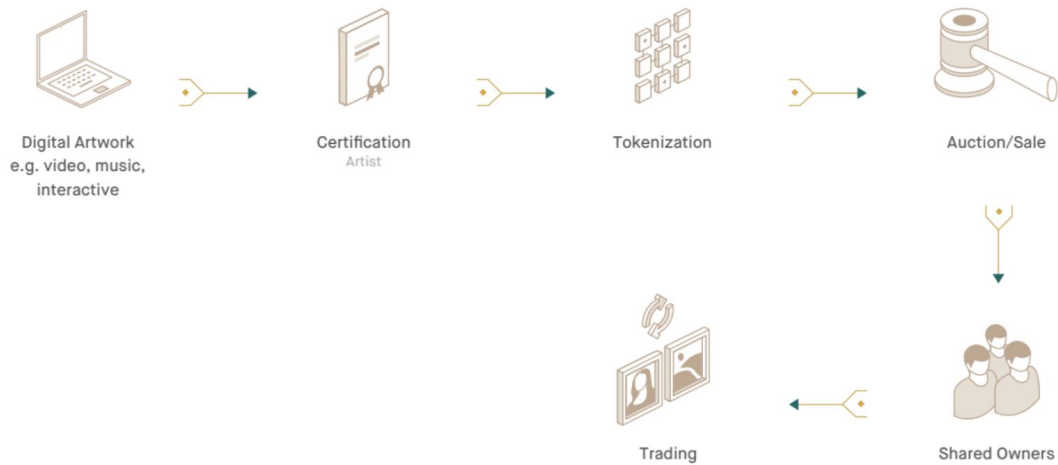 Digital Artwork
e.g. video, music,
interactive
Certification
Artist
Tokenization
Auction/Sale
Trading
Shared Owners